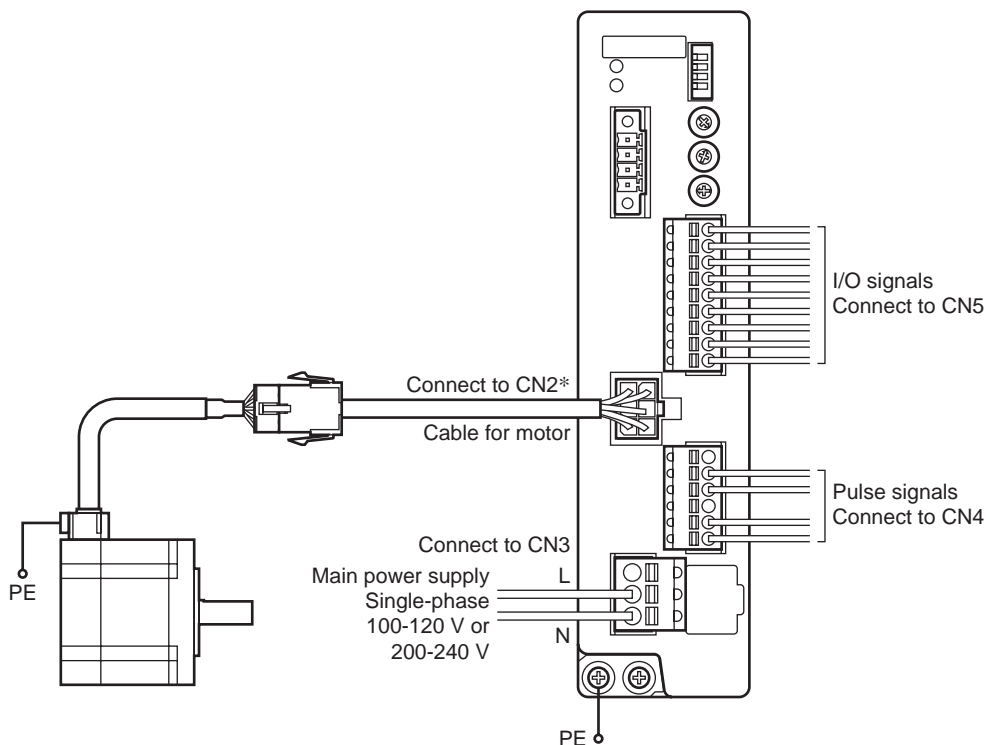 I/O signals
Connect to CN5
Connect to CN2*
Cable for motor
Pulse signals
Connect to CN4
Connect to CN3
Main power supply
Single-phase
100-120 V or
200-240 V
L
N
PE
PE